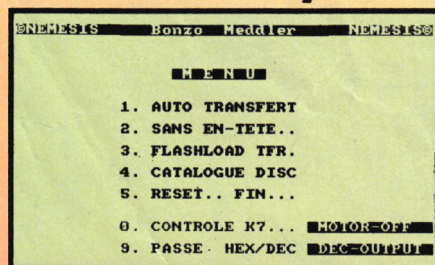 ©NEMESIS Bonzo Meddler NEMESIS©
M E N U
1. AUTO TRANSFERT
2. SANS EN-TETE..
3. FLASHLOAD TFR.
4. CATALOGUE DISC
5. RESET.. FIN...
0. CONTROLE K7... MOTOR-OFF
9. PASSE HEX/DEC DEC-OUTPUT